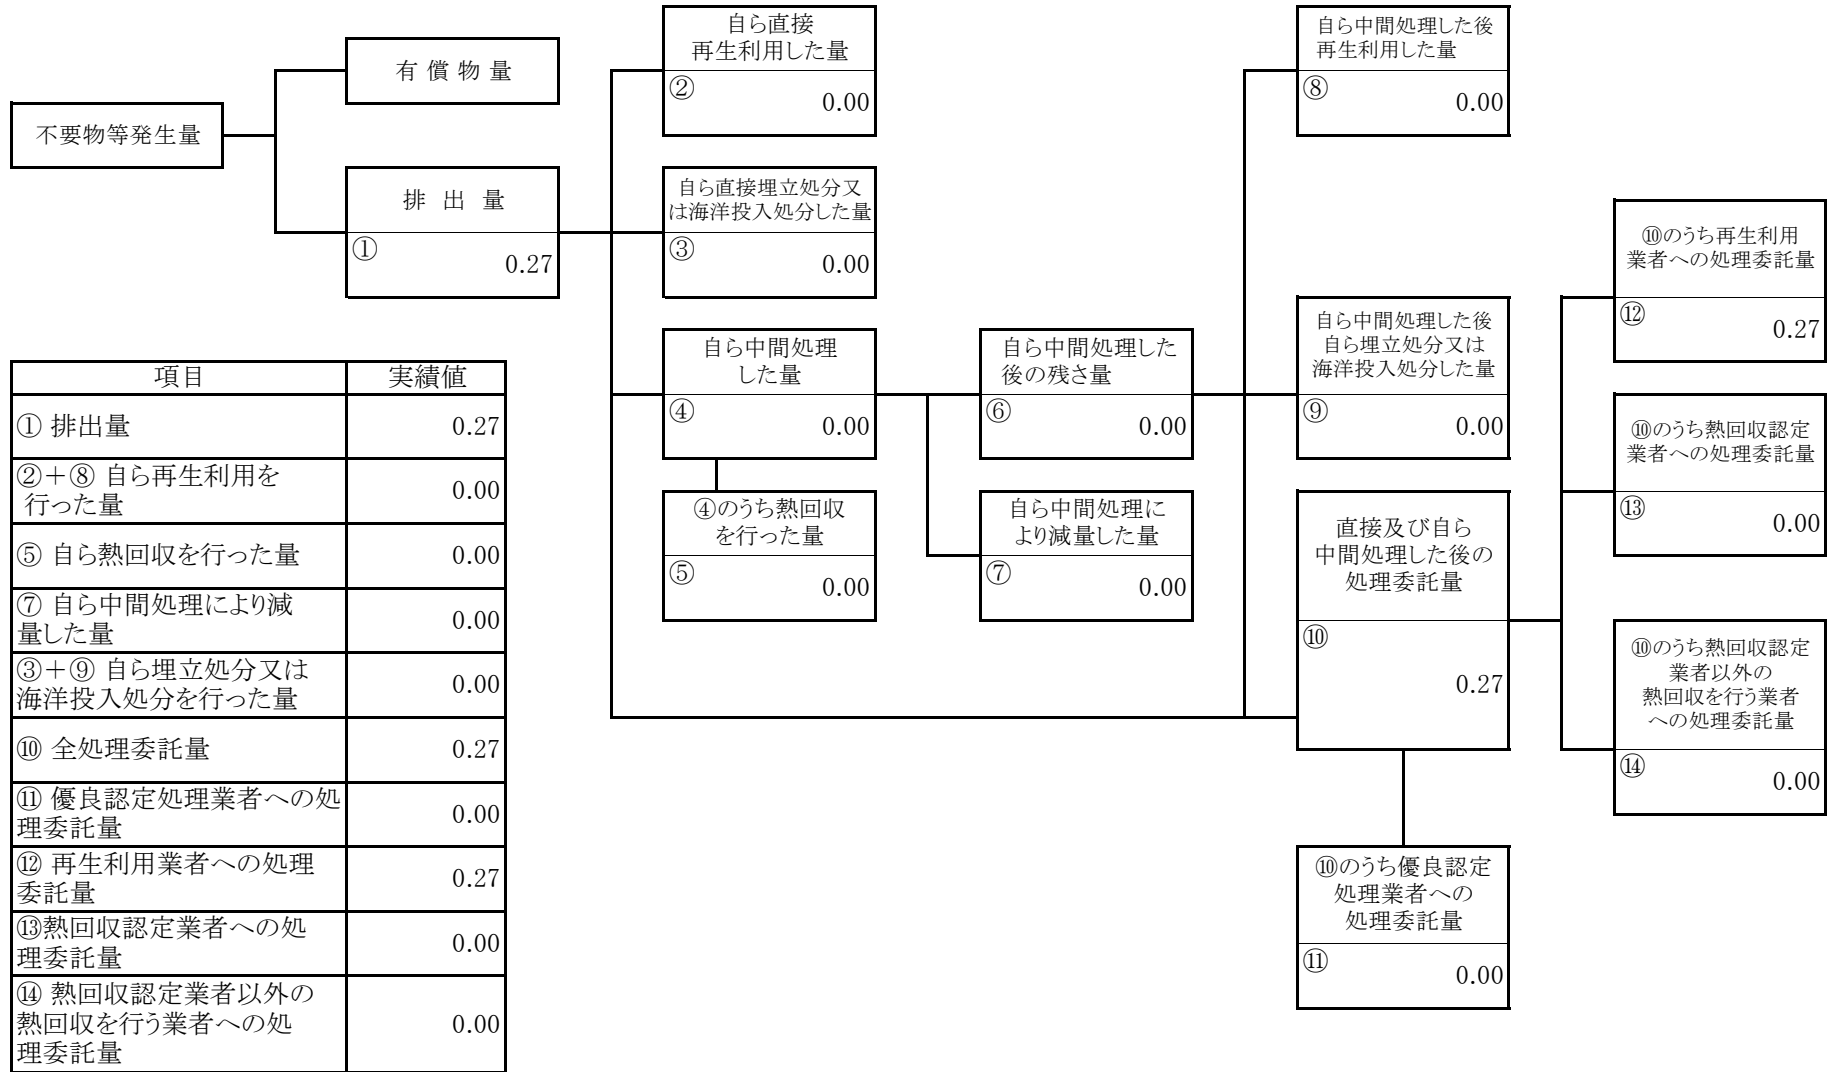 不要物等発生量
有 償 物 量
排 出 量
①
0.27
自ら直接
再生利用した量
②
0.00
自ら直接埋立処分又
は海洋投入処分した量
③
0.00
自ら中間処理
した量
④
0.00
④のうち熱回収
を行った量
⑤
0.00
自ら中間処理した
後の残さ量
⑥
0.00
自ら中間処理に
より減量した量
⑦
0.00
自ら中間処理した後
再生利用した量
⑧
0.00
自ら中間処理した後
自ら埋立処分又は
海洋投入処分した量
⑨
0.00
直接及び自ら
中間処理した後の
処理委託量
⑩
0.27
⑩のうち優良認定
処理業者への
処理委託量
⑪
0.00
⑩のうち再生利用
業者への処理委託量
⑫
0.27
⑩のうち熱回収認定
業者への処理委託量
⑬
0.00
⑩のうち熱回収認定
業者以外の
熱回収を行う業者
への処理委託量
⑭
0.00
項目 実績値
① 排出量 0.27
②+⑧ 自ら再生利用を
行った量 0.00
⑤ 自ら熱回収を行った量 0.00
⑦ 自ら中間処理により減
量した量 0.00
③+⑨ 自ら埋立処分又は
海洋投入処分を行った量 0.00
⑩ 全処理委託量 0.27
⑪ 優良認定処理業者への処
理委託量 0.00
⑫ 再生利用業者への処理
委託量 0.27
⑬熱回収認定業者への処
理委託量 0.00
⑭ 熱回収認定業者以外の
熱回収を行う業者への処
理委託量 0.00